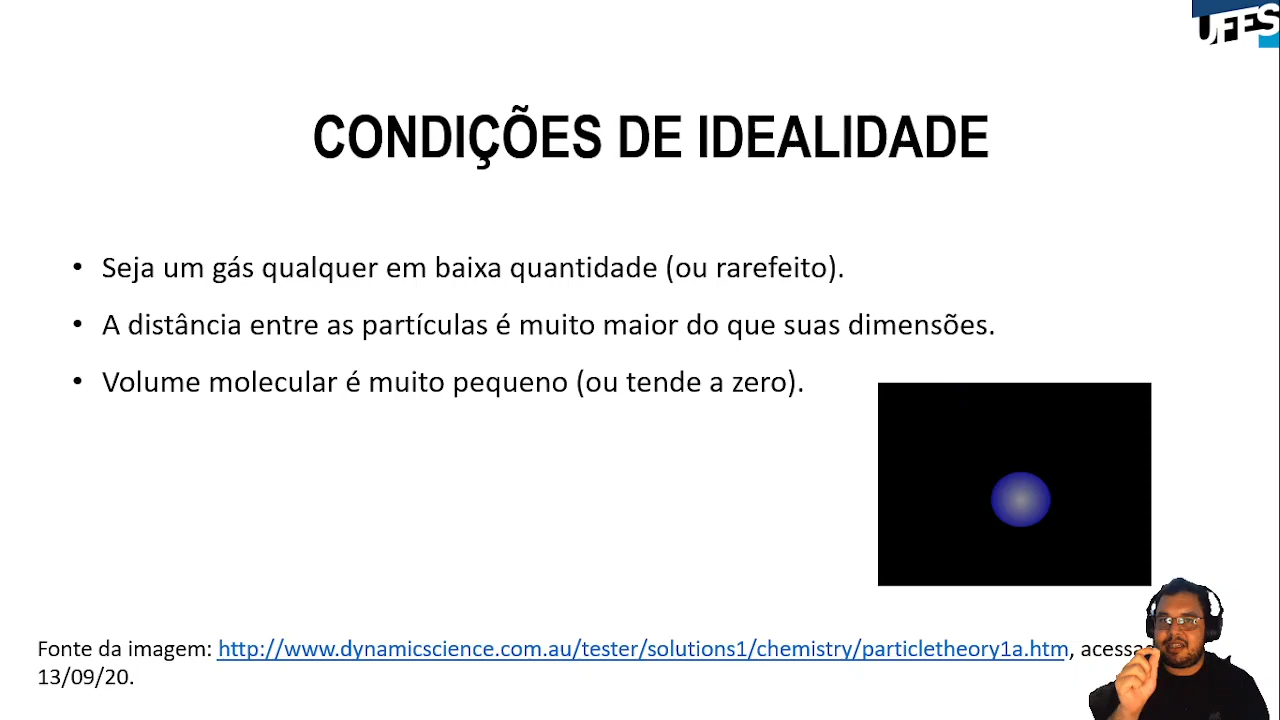 UFES
CONDIÇÕES DE IDEALIDADE
• Seja um gás qualquer em baixa quantidade (ou rarefeito).
• A distância entre as partículas é muito maior do que suas dimensões.
• Volume molecular é muito pequeno (ou tende a zero).
Fonte da imagem: http://www.dynamicscience.com.au/tester/solutions1/chemistry/particletheory1a.htm,
13/09/20.